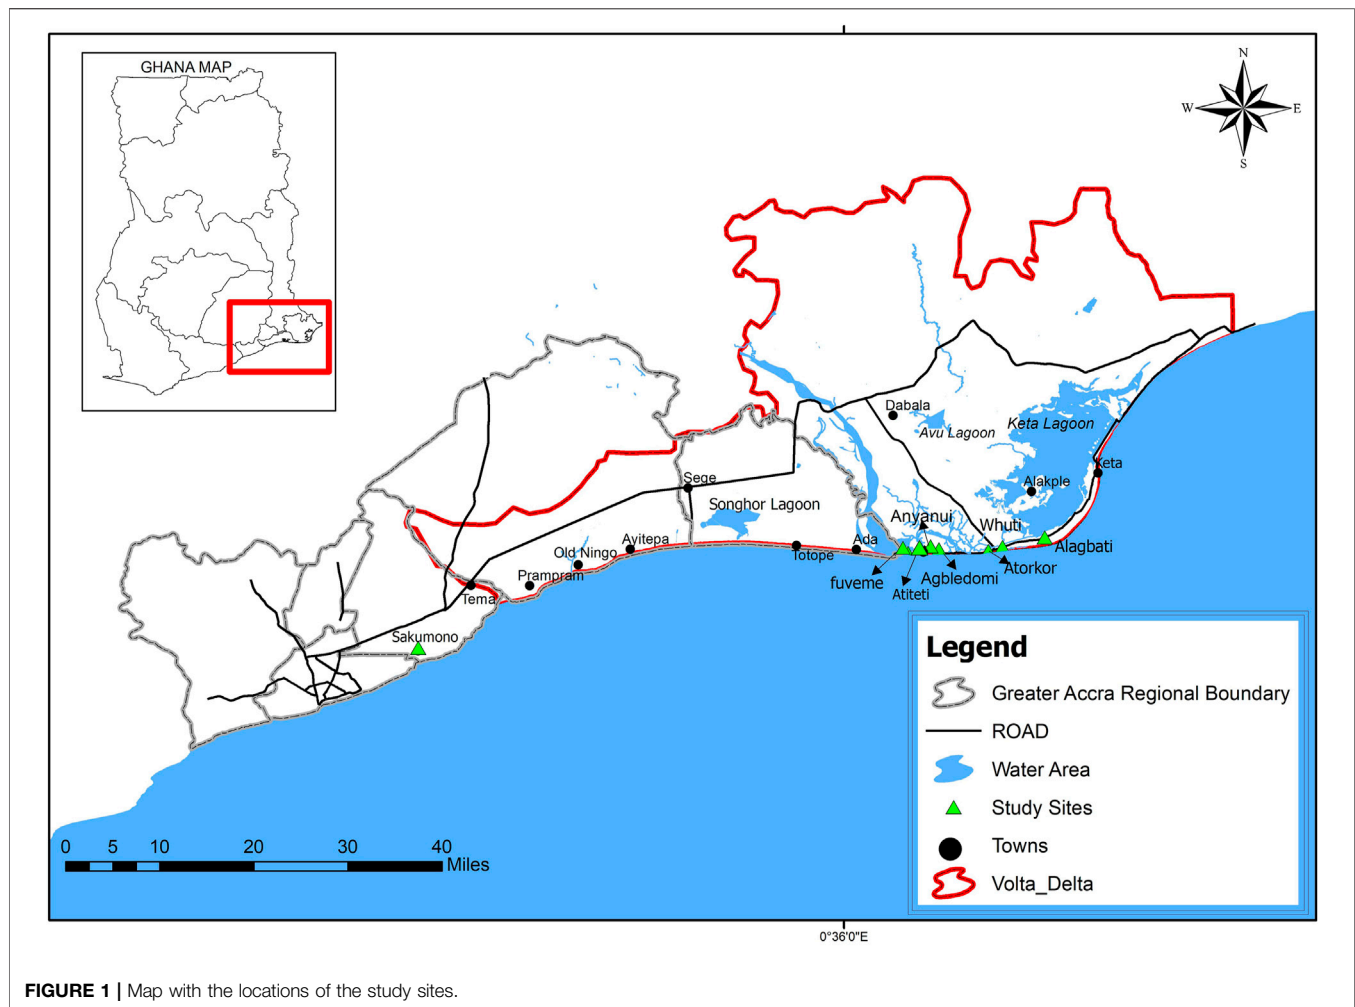 GHANA MAP
N
W
E
S
Dabala
Avu Lagoon
Keta Lagoon
Keta
Alakple
Sege
Songhor Lagoon
Anyanui
Whuti
Ada
Totope
Ayitepa
Old Ningo
Prampram
Tema
fuveme
Atiteti
Agbledomi
Atorkor
Alagbati
Sakumono
Legend
Greater Accra Regional Boundary
ROAD
Water Area
Study Sites
Towns
Volta_Delta
0 5 10 20 30 40
Miles
0°36'0"E
FIGURE 1 | Map with the locations of the study sites.